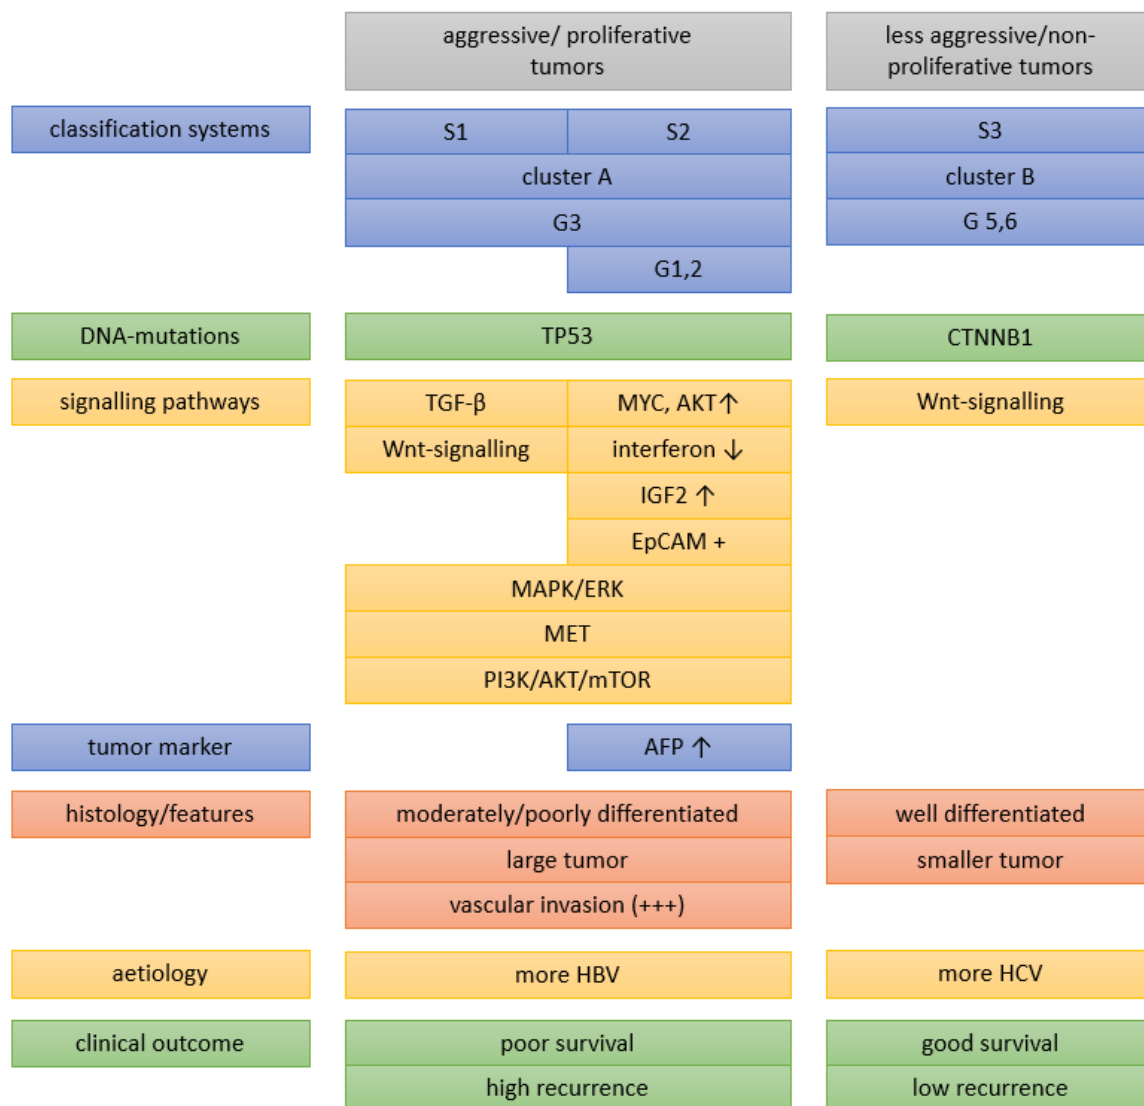 aggressive/ proliferative
tumors
less aggressive/non-
proliferative tumors
classification systems
S1
S2
S3
cluster A
cluster B
G3
G 5,6
G1,2
DNA-mutations
TP53
CTNNB1
signalling pathways
TGF-β
MYC, AKT↑
Wnt-signalling
Wnt-signalling
interferon ↓
IGF2 ↑
EpCAM +
MAPK/ERK
MET
PI3K/AKT/mTOR
tumor marker
AFP ↑
histology/features
moderately/poorly differentiated
well differentiated
large tumor
smaller tumor
vascular invasion (+++)
aetiology
more HBV
more HCV
clinical outcome
poor survival
good survival
high recurrence
low recurrence